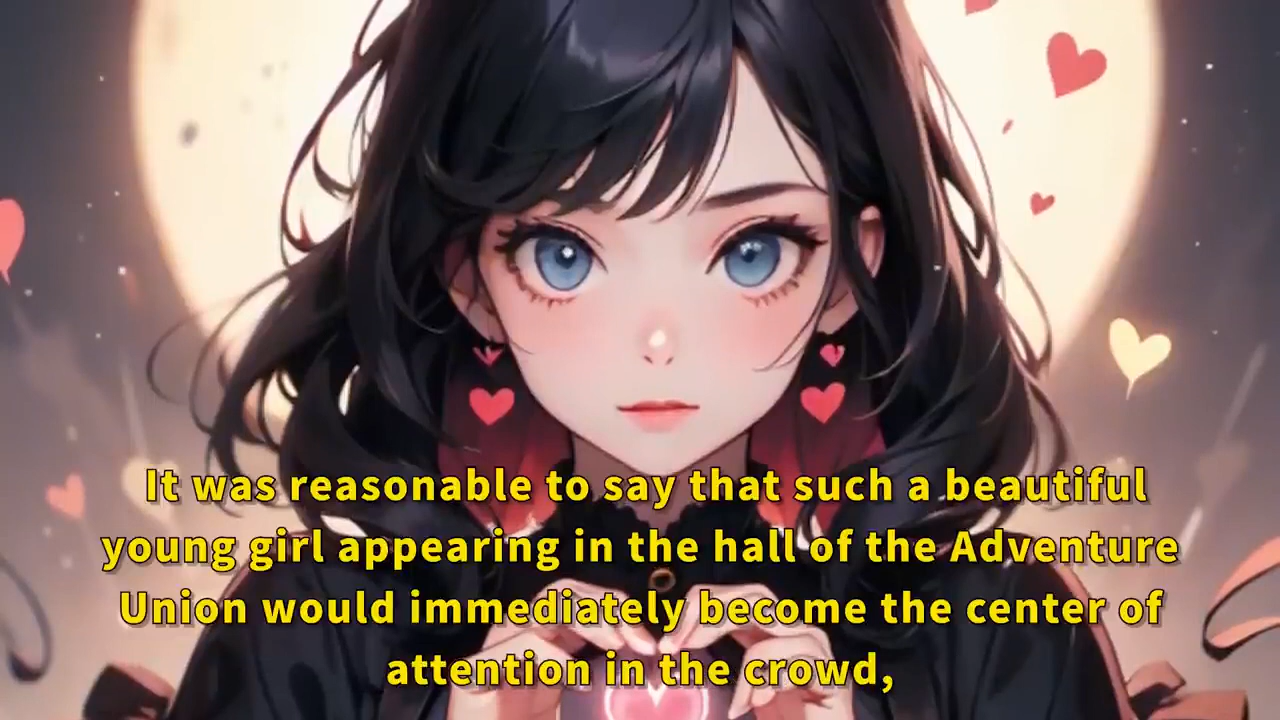 It was reasonable to say that such a beautiful
young girl appearing in the hall of the Adventure
Union would immediately become the center of
attention in the crowd,